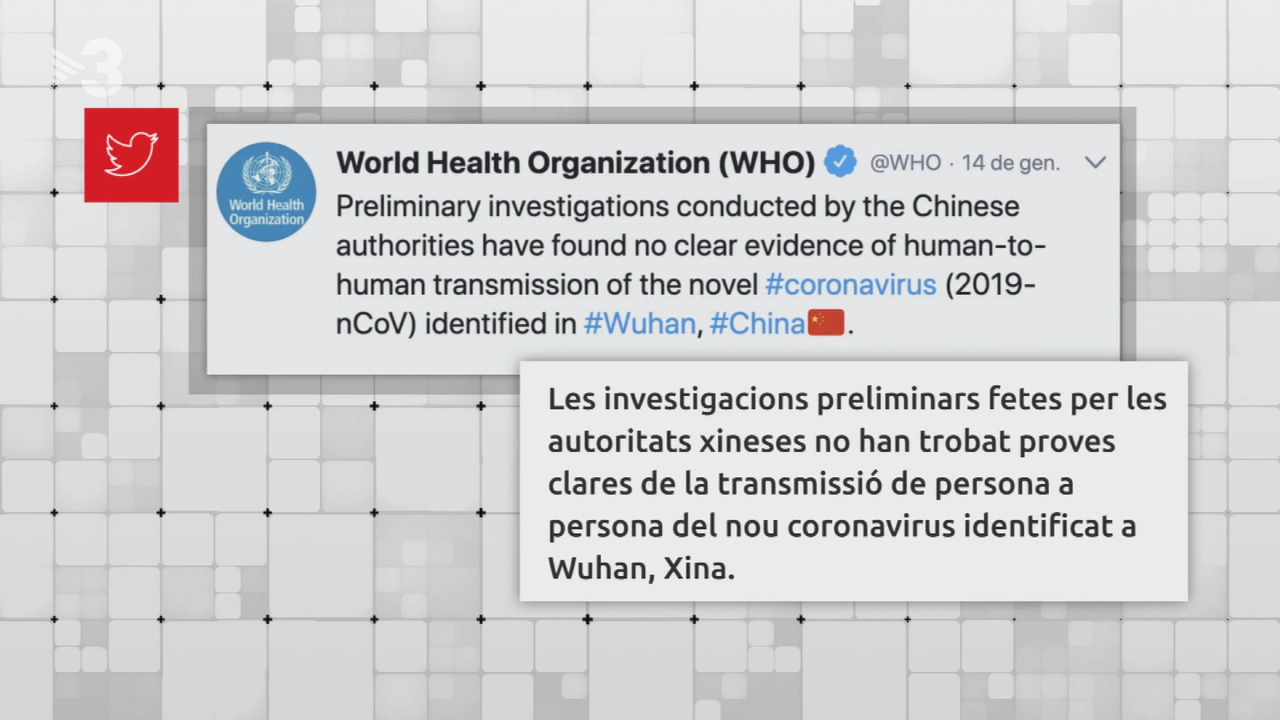 3
World Health Organization (WHO) @WHO · 14 de gen.
World Health
Organization
Preliminary investigations conducted by the Chinese
authorities have found no clear evidence of human-to-
human transmission of the novel #coronavirus (2019-
nCoV) identified in #Wuhan, #China🇨🇳.
Les investigacions preliminars fetes per les
autoritats xineses no han trobat proves
clares de la transmissió de persona a
persona del nou coronavirus identificat a
Wuhan, Xina.